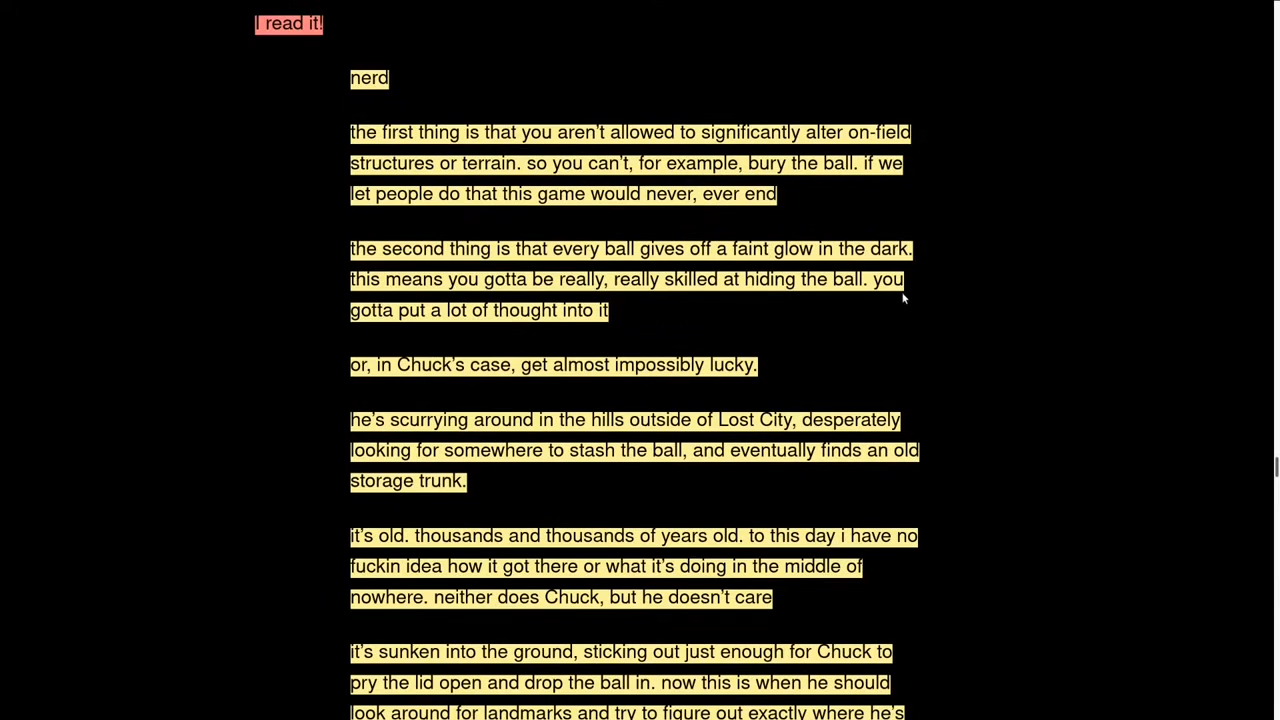 I read it!
nerd
the first thing is that you aren’t allowed to significantly alter on-field
structures or terrain. so you can’t, for example, bury the ball. if we
let people do that this game would never, ever end
the second thing is that every ball gives off a faint glow in the dark.
this means you gotta be really, really skilled at hiding the ball. you
gotta put a lot of thought into it
or, in Chuck’s case, get almost impossibly lucky.
he’s scurrying around in the hills outside of Lost City, desperately
looking for somewhere to stash the ball, and eventually finds an old
storage trunk.
it’s old. thousands and thousands of years old. to this day i have no
fuckin idea how it got there or what it’s doing in the middle of
nowhere. neither does Chuck, but he doesn’t care
it’s sunken into the ground, sticking out just enough for Chuck to
pry the lid open and drop the ball in. now this is when he should
look around for landmarks and try to figure out exactly where he’s